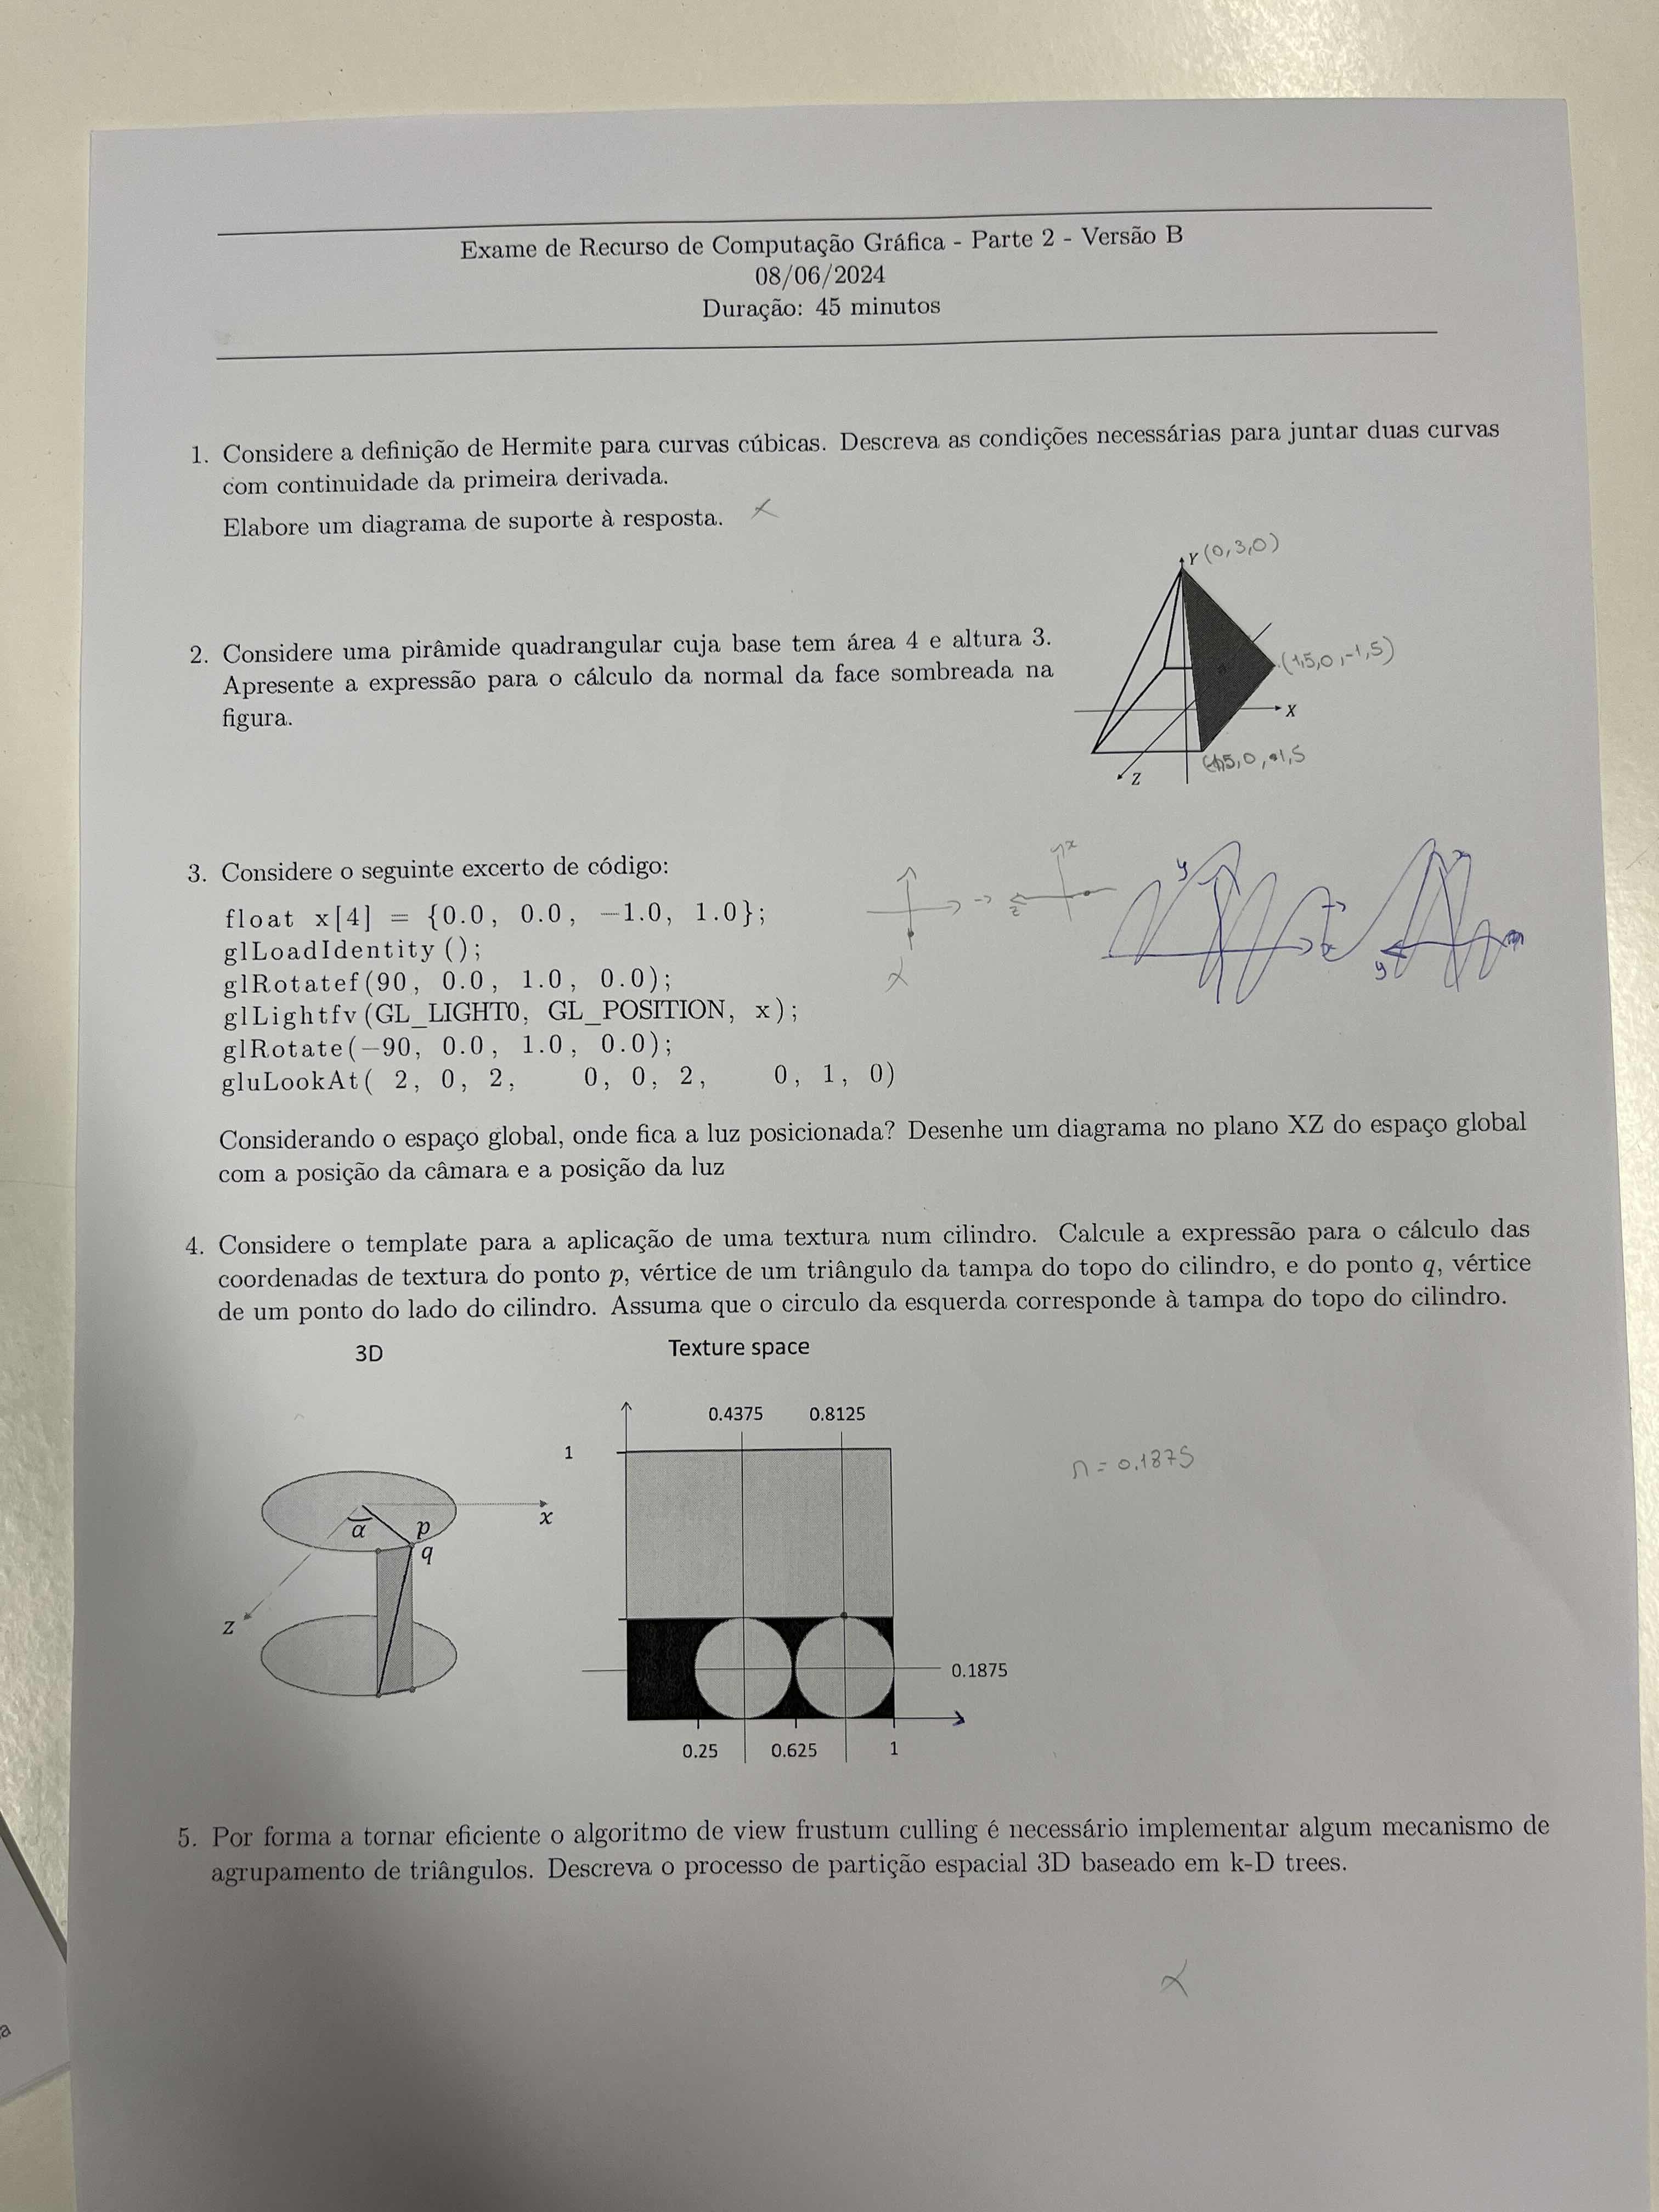 Exame de Recurso de Computação Gráfica - Parte 2 - Versão B
08/06/2024
Duração: 45 minutos
1. Considere a definição de Hermite para curvas cúbicas. Descreva as condições necessárias para juntar duas curvas
com continuidade da primeira derivada.
Elabore um diagrama de suporte à resposta.
2. Considere uma pirâmide quadrangular cuja base tem área 4 e altura 3.
Apresente a expressão para o cálculo da normal da face sombreada na
figura.
Y (0,3,0)
(1,5,0,-1,5)
X
Z
3. Considere o seguinte excerto de código:
float x[4] = {0.0, 0.0, −1.0, 1.0};
glLoadIdentity ();
glRotatef(90, 0.0, 1.0, 0.0);
glLightfv(GL_LIGHT0, GL_POSITION, x);
glRotate(−90, 0.0, 1.0, 0.0);
gluLookAt( 2, 0, 2, 0, 0, 2, 0, 1, 0)
x
z
y
y
Considerando o espaço global, onde fica a luz posicionada? Desenhe um diagrama no plano XZ do espaço global
com a posição da câmara e a posição da luz
4. Considere o template para a aplicação de uma textura num cilindro. Calcule a expressão para o cálculo das
coordenadas de textura do ponto p, vértice de um triângulo da tampa do topo do cilindro, e do ponto q, vértice
de um ponto do lado do cilindro. Assuma que o circulo da esquerda corresponde à tampa do topo do cilindro.
3D
Texture space
0.4375 0.8125
1
r = 0.1875
α p
q
x
z
0.1875
0.25 0.625 1
5. Por forma a tornar eficiente o algoritmo de view frustum culling é necessário implementar algum mecanismo de
agrupamento de triângulos. Descreva o processo de partição espacial 3D baseado em k-D trees.
a